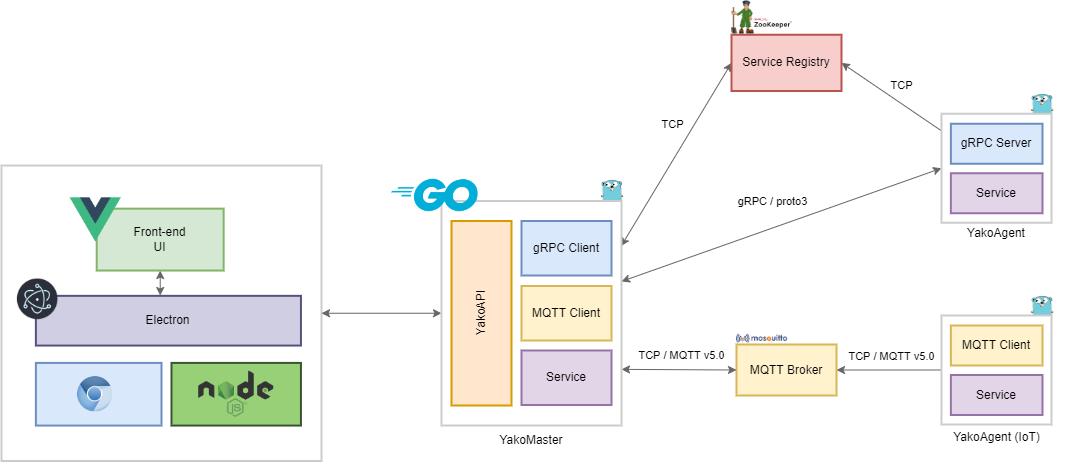 ZooKeeper
Service Registry
TCP
TCP
gRPC Server
Service
YakoAgent
gRPC / proto3
Front-end
UI
Electron
node
JS
GO
YakoAPI
gRPC Client
MQTT Client
Service
YakoMaster
TCP / MQTT v5.0
mosquitto
MQTT Broker
TCP / MQTT v5.0
MQTT Client
Service
YakoAgent (IoT)